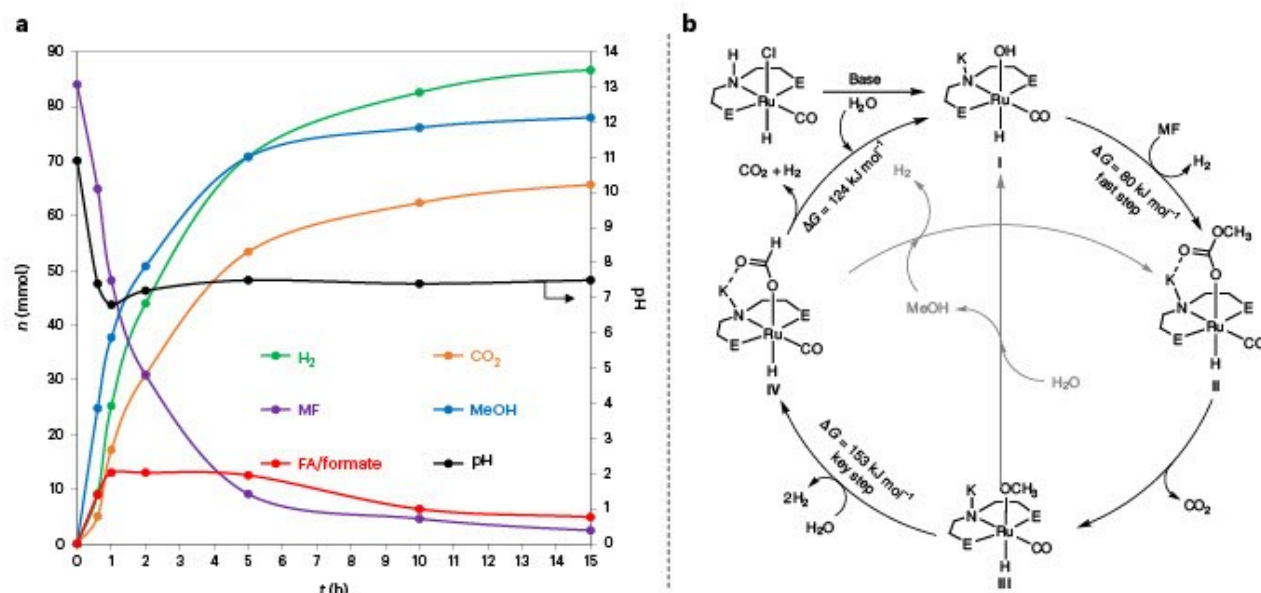 a
n (mmol)
90
80
70
60
50
40
30
20
10
0
14
13
12
11
10
9
8
7
6
5
4
3
2
1
0
pH
H₂
CO₂
MF
MeOH
FA/formate
pH
0 1 2 3 4 5 6 7 8 9 10 11 12 13 14 15
t (h)
b
H
N
Cl
E
Ru
E
CO
H
Base
H₂O
K
OH
N
E
Ru
E
CO
H
I
MF
H₂
ΔG = 80 kJ mol⁻¹
fast step
CO₂ + H₂
ΔG = 124 kJ mol⁻¹
H₂
MeOH
H₂O
H
O
O
K
N
E
Ru
E
CO
H
IV
OCH₃
O
O
K
N
E
Ru
E
CO
H
II
CO₂
ΔG = 153 kJ mol⁻¹
key step
2H₂
H₂O
K
OCH₃
N
E
Ru
E
CO
H
III